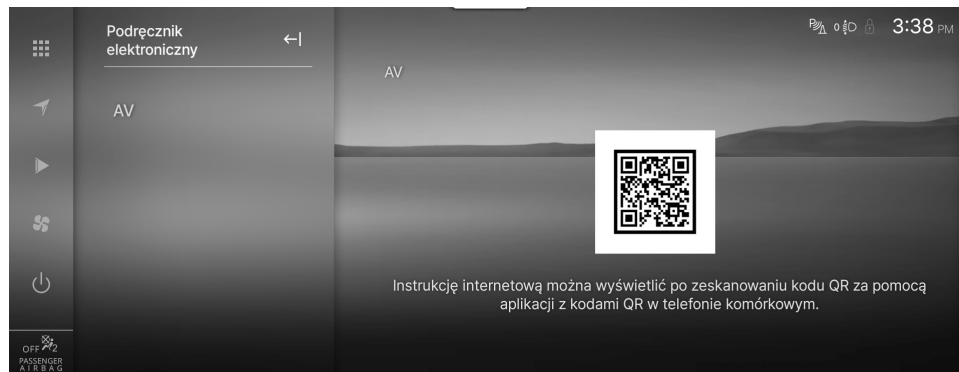 Podręcznik
elektroniczny
AV
AV
3:38 PM
Instrukcję internetową można wyświetlić po zeskanowaniu kodu QR za pomocą
aplikacji z kodami QR w telefonie komórkowym.
OFF 2
PASSENGER
AIRBAG